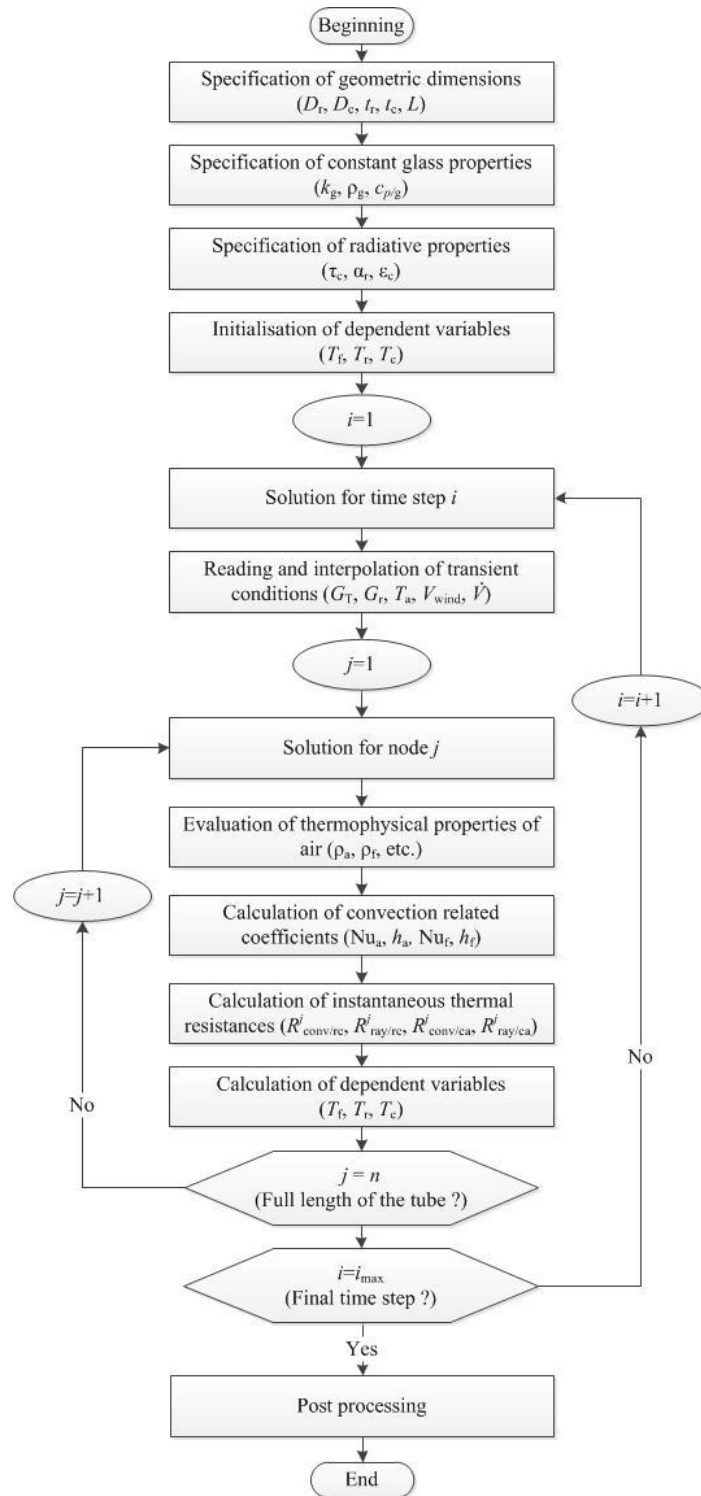 Beginning
Specification of geometric dimensions
(Dr, Dc, tr, tc, L)
Specification of constant glass properties
(kg, ρg, cp/g)
Specification of radiative properties
(τc, αr, εc)
Initialisation of dependent variables
(Tf, Tr, Tc)
i=1
Solution for time step i
Reading and interpolation of transient
conditions (GT, Gr, Ta, Vwind, V̇)
j=1
i=i+1
Solution for node j
Evaluation of thermophysical properties of
air (ρa, ρf, etc.)
j=j+1
Calculation of convection related
coefficients (Nua, ha, Nuf, hf)
Calculation of instantaneous thermal
resistances (Rjconv/rc, Rjray/rc, Rjconv/ca, Rjray/ca)
No
Calculation of dependent variables
(Tf, Tr, Tc)
No
j = n
(Full length of the tube ?)
i=imax
(Final time step ?)
Yes
Post processing
End